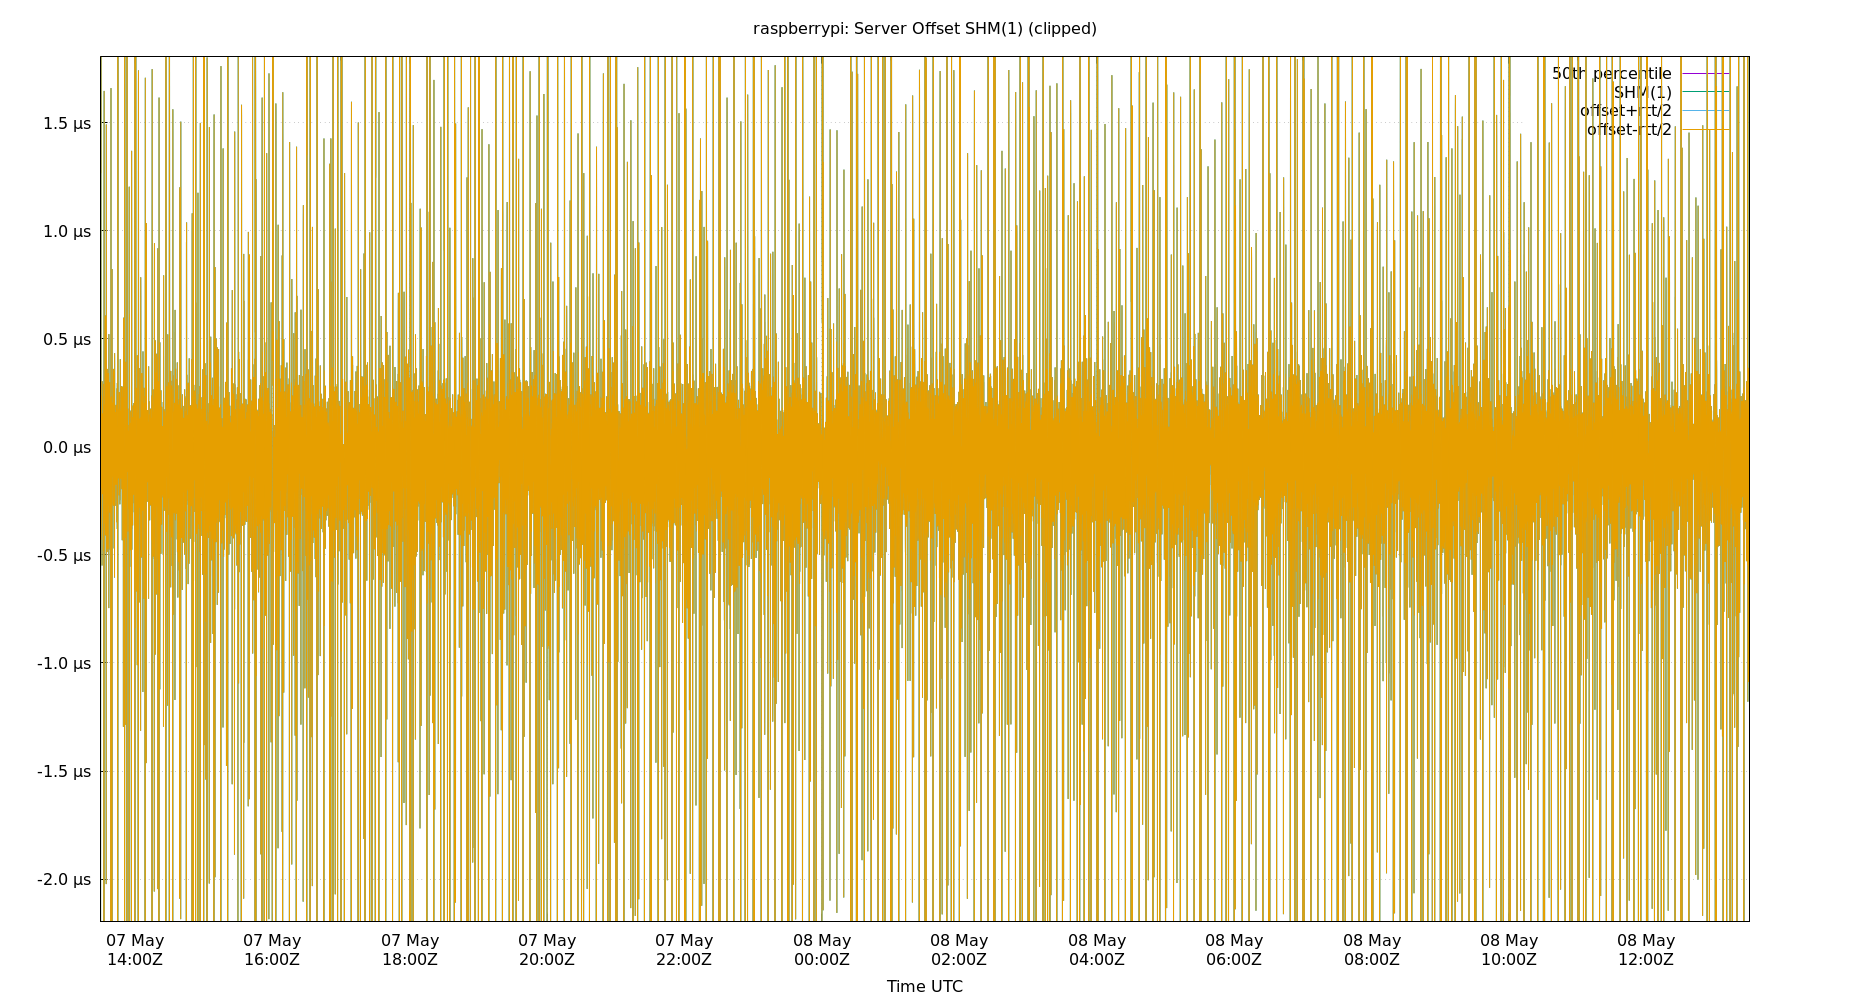 raspberrypi: Server Offset SHM(1) (clipped)
50th percentile
SHM(1)
offset+rtt/2
offset-rtt/2
1.5 µs
1.0 µs
0.5 µs
0.0 µs
-0.5 µs
-1.0 µs
-1.5 µs
-2.0 µs
07 May 07 May 07 May 07 May 07 May 08 May 08 May 08 May 08 May 08 May 08 May 08 May
14:00Z 16:00Z 18:00Z 20:00Z 22:00Z 00:00Z 02:00Z 04:00Z 06:00Z 08:00Z 10:00Z 12:00Z
Time UTC